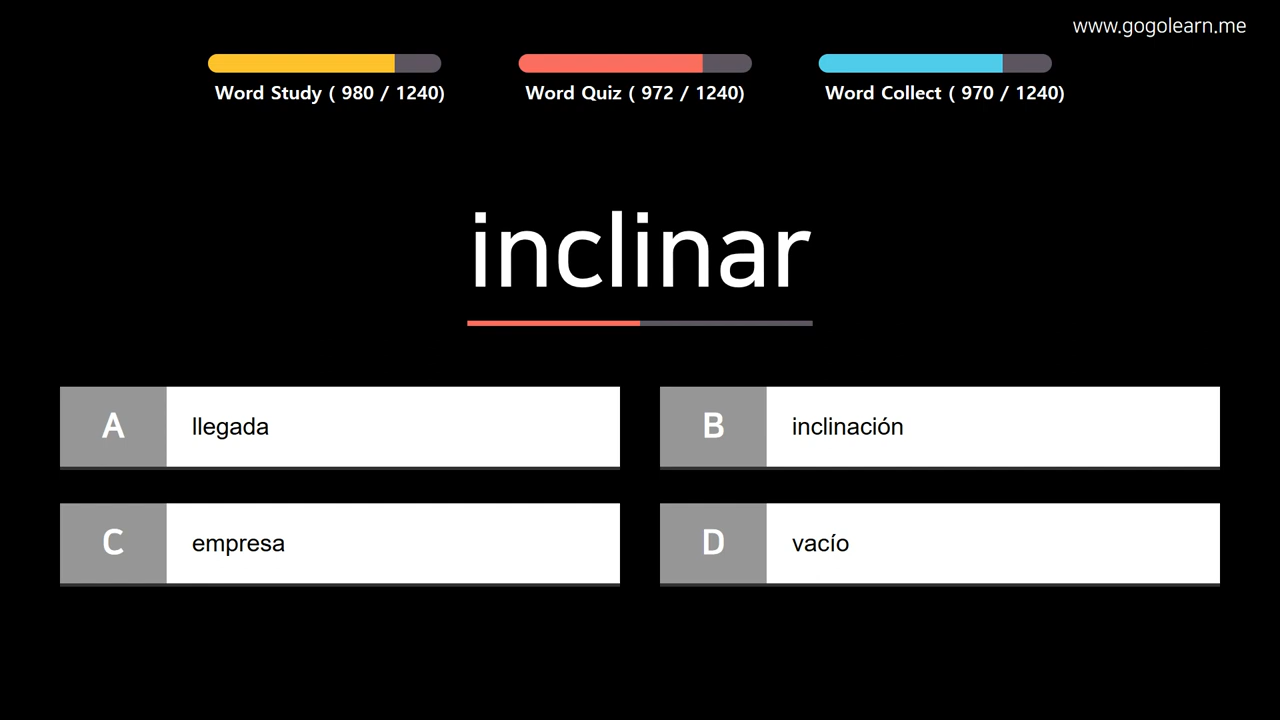 www.gogolearn.me
Word Study ( 980 / 1240)
Word Quiz ( 972 / 1240)
Word Collect ( 970 / 1240)
inclinar
A llegada
B inclinación
C empresa
D vacío